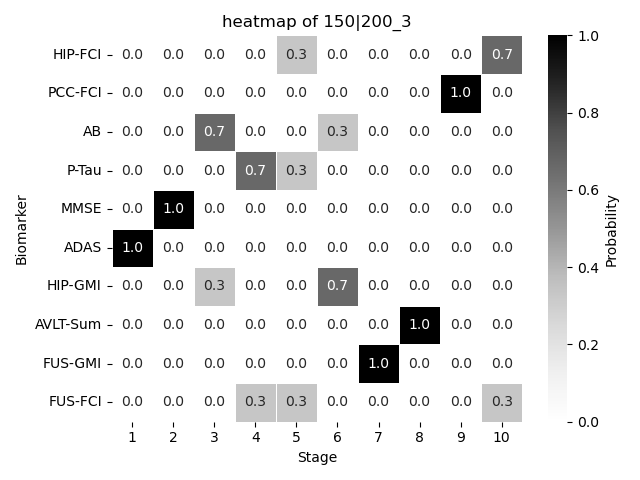 heatmap of 150|200_3
HIP-FCI 0.0 0.0 0.0 0.0 0.3 0.0 0.0 0.0 0.0 0.7
PCC-FCI 0.0 0.0 0.0 0.0 0.0 0.0 0.0 0.0 1.0 0.0
AB 0.0 0.0 0.7 0.0 0.0 0.3 0.0 0.0 0.0 0.0
P-Tau 0.0 0.0 0.0 0.7 0.3 0.0 0.0 0.0 0.0 0.0
MMSE 0.0 1.0 0.0 0.0 0.0 0.0 0.0 0.0 0.0 0.0
ADAS 1.0 0.0 0.0 0.0 0.0 0.0 0.0 0.0 0.0 0.0
HIP-GMI 0.0 0.0 0.3 0.0 0.0 0.7 0.0 0.0 0.0 0.0
AVLT-Sum 0.0 0.0 0.0 0.0 0.0 0.0 0.0 1.0 0.0 0.0
FUS-GMI 0.0 0.0 0.0 0.0 0.0 0.0 1.0 0.0 0.0 0.0
FUS-FCI 0.0 0.0 0.0 0.3 0.3 0.0 0.0 0.0 0.0 0.3
1 2 3 4 5 6 7 8 9 10
Stage
Biomarker
1.0
0.8
0.6
0.4
0.2
0.0
Probability